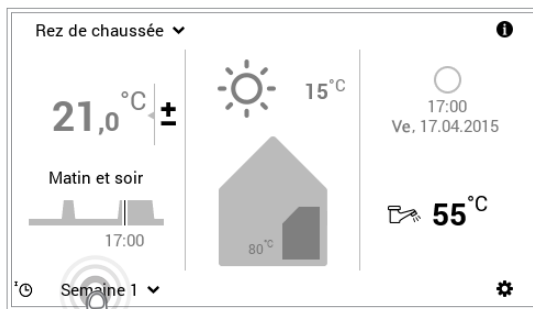 Rez de chaussée
21,0 °C ±
15 °C
17:00
Ve, 17.04.2015
Matin et soir
17:00
80 °C
55 °C
Semaine 1